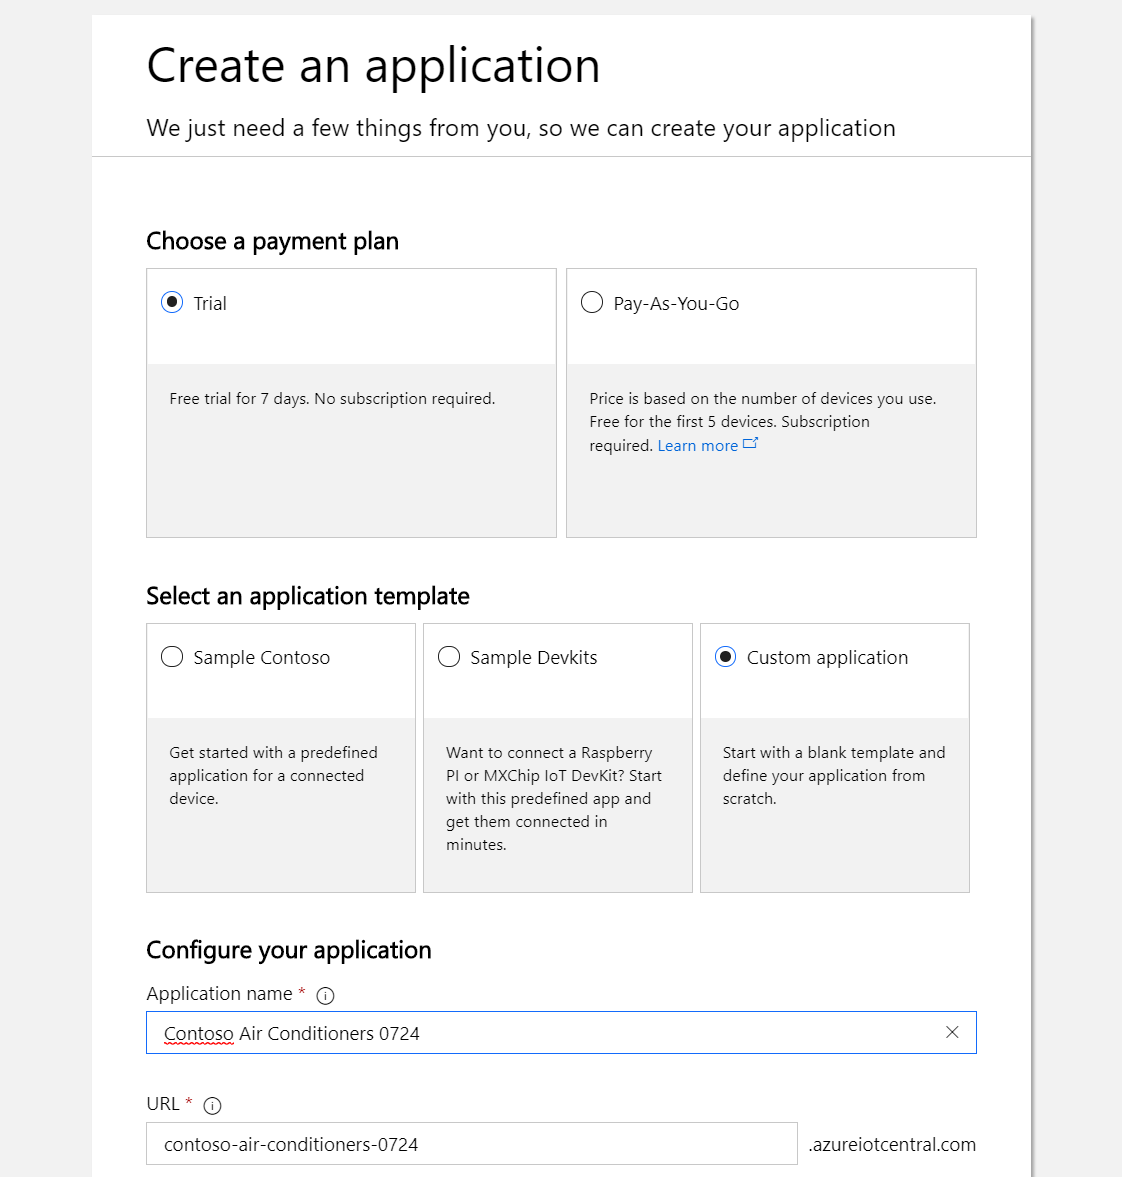 Create an application
We just need a few things from you, so we can create your application
Choose a payment plan
Trial
Free trial for 7 days. No subscription required.
Pay-As-You-Go
Price is based on the number of devices you use.
Free for the first 5 devices. Subscription
required. Learn more
Select an application template
Sample Contoso
Get started with a predefined
application for a connected
device.
Sample Devkits
Want to connect a Raspberry
PI or MXChip IoT DevKit? Start
with this predefined app and
get them connected in
minutes.
Custom application
Start with a blank template and
define your application from
scratch.
Configure your application
Application name *
Contoso Air Conditioners 0724
URL *
contoso-air-conditioners-0724 .azureiotcentral.com